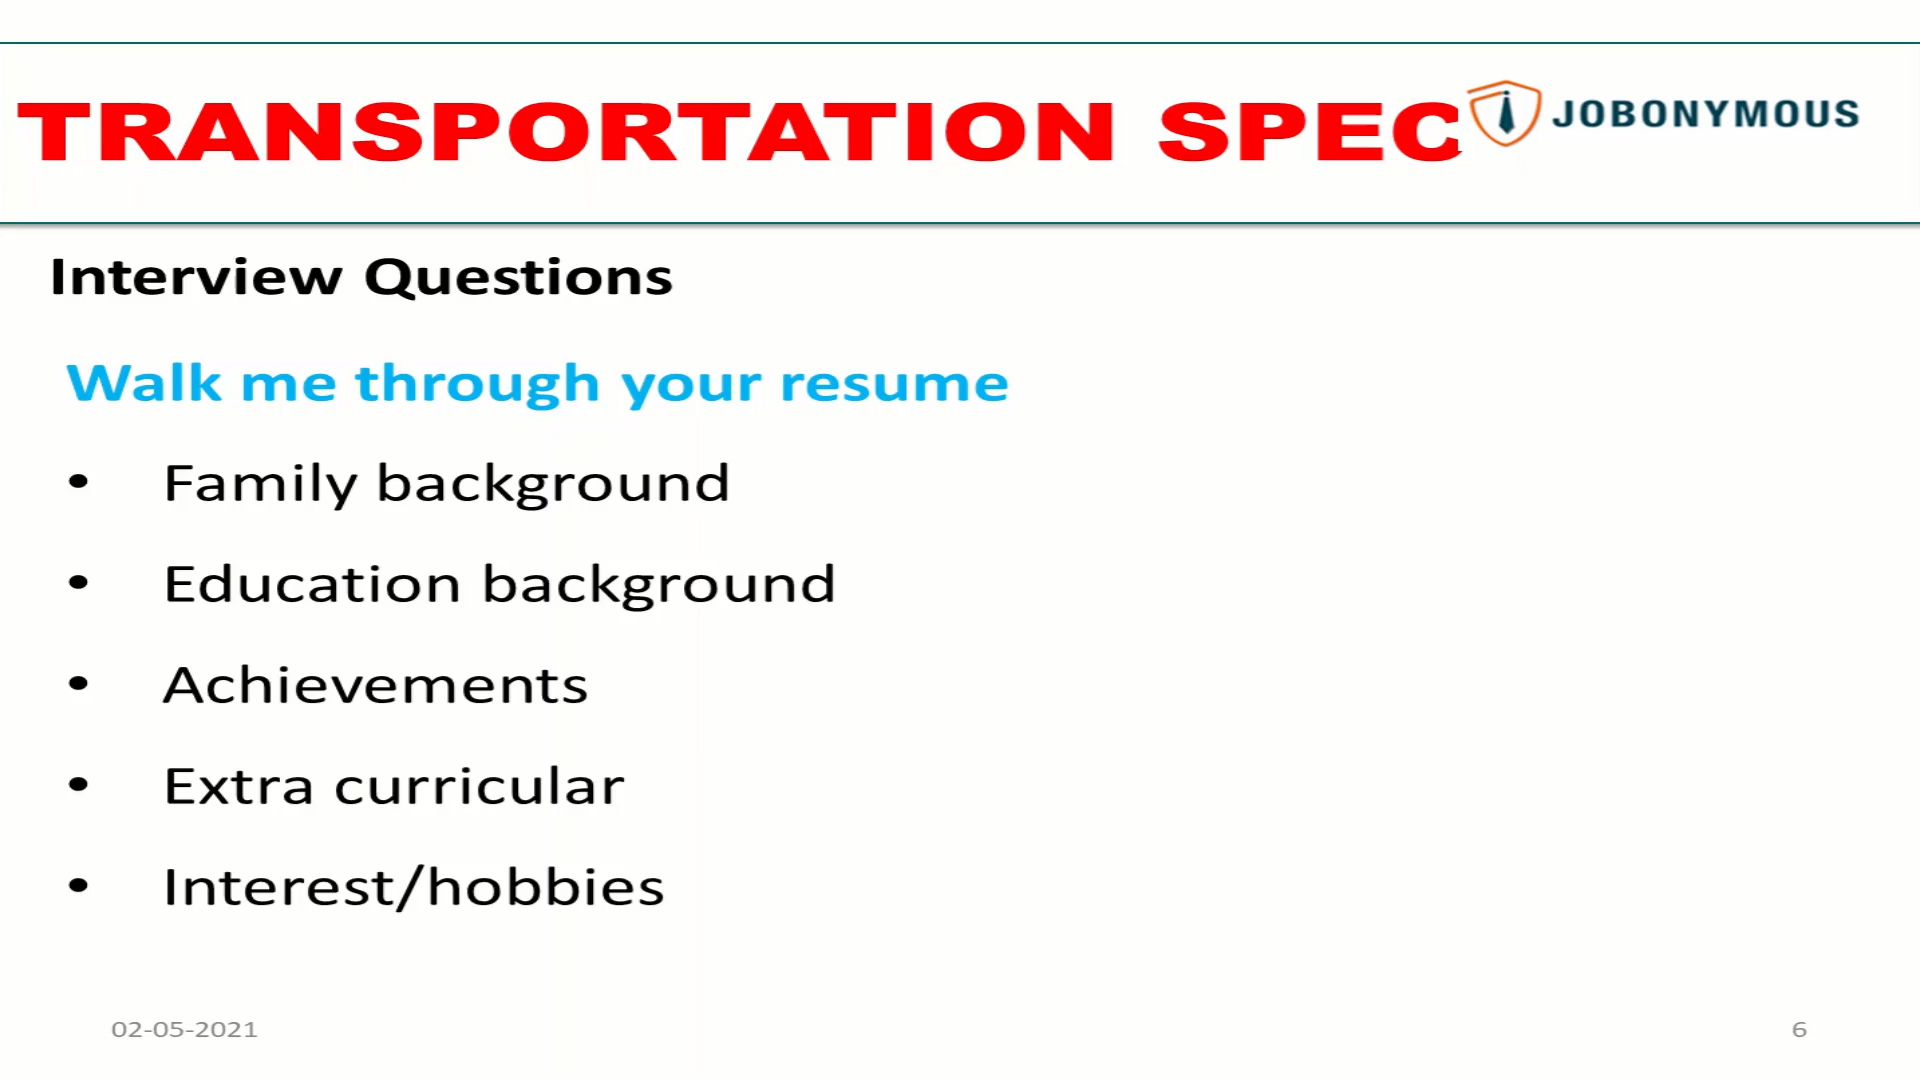 TRANSPORTATION SPEC
JOBONYMOUS
Interview Questions
Walk me through your resume
• Family background
• Education background
• Achievements
• Extra curricular
• Interest/hobbies
02-05-2021
6